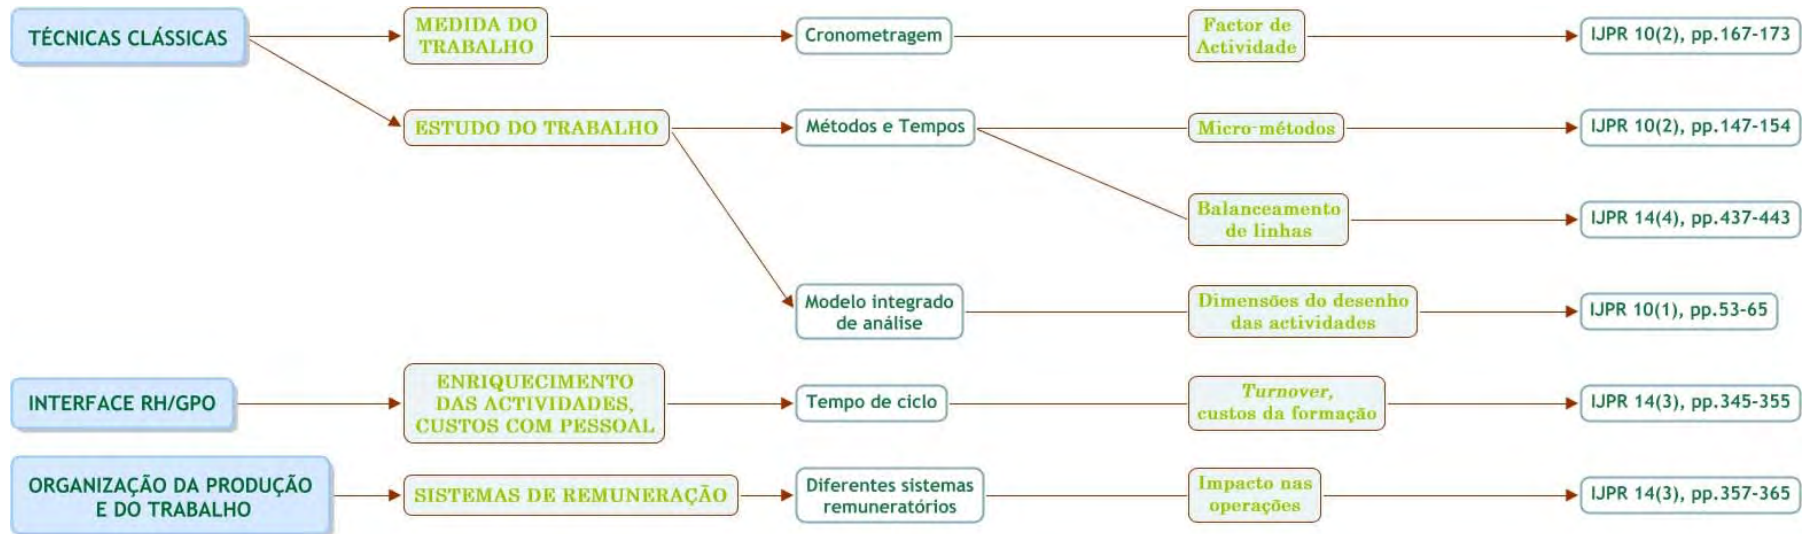 TÉCNICAS CLÁSSICAS
MEDIDA DO
TRABALHO
Cronometragem
Factor de
Actividade
IJPR 10(2), pp.167-173
ESTUDO DO TRABALHO
Métodos e Tempos
Micro-métodos
IJPR 10(2), pp.147-154
Balanceamento
de linhas
IJPR 14(4), pp.437-443
Modelo integrado
de análise
Dimensões do desenho
das actividades
IJPR 10(1), pp.53-65
INTERFACE RH/GPO
ENRIQUECIMENTO
DAS ACTIVIDADES,
CUSTOS COM PESSOAL
Tempo de ciclo
Turnover,
custos da formação
IJPR 14(3), pp.345-355
ORGANIZAÇÃO DA PRODUÇÃO
E DO TRABALHO
SISTEMAS DE REMUNERAÇÃO
Diferentes sistemas
remuneratórios
Impacto nas
operações
IJPR 14(3), pp.357-365